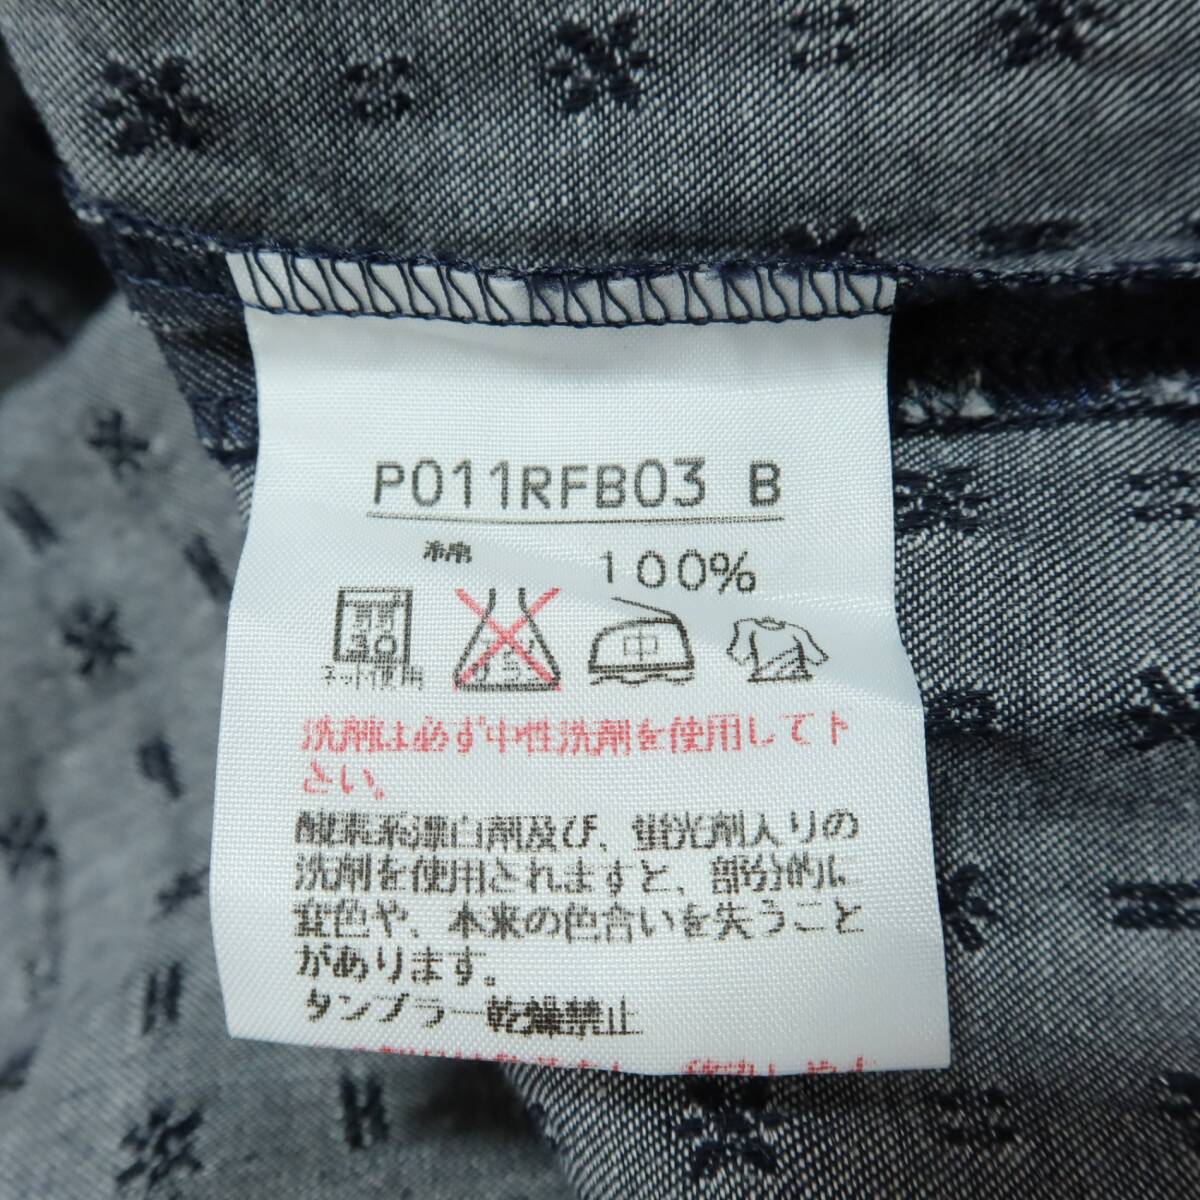 P011RFB03 B
綿 100%
30
ネット使用
中
洗剤は必ず中性洗剤を使用して下
さい。
酸素系漂白剤及び、蛍光剤入りの
洗剤を使用されますと、部分的に
変色や、本来の色合いを失うこと
があります。
タンブラー乾燥禁止